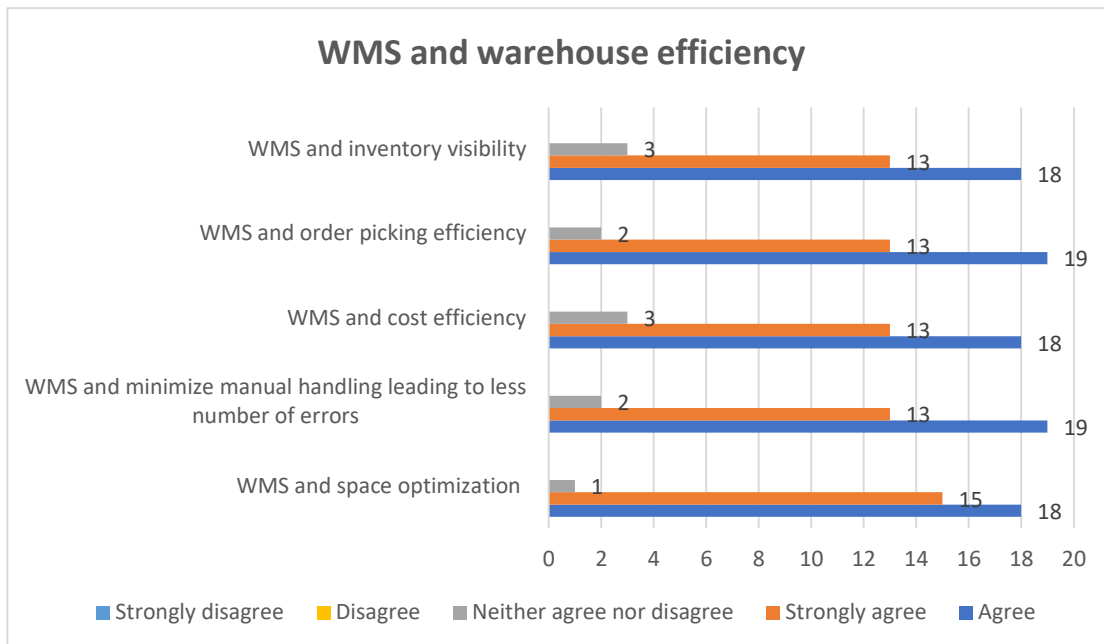 WMS and warehouse efficiency
WMS and inventory visibility
3
13
18
WMS and order picking efficiency
2
13
19
WMS and cost efficiency
3
13
18
WMS and minimize manual handling leading to less
number of errors
2
13
19
WMS and space optimization
1
15
18
0 2 4 6 8 10 12 14 16 18 20
Strongly disagree Disagree Neither agree nor disagree Strongly agree Agree